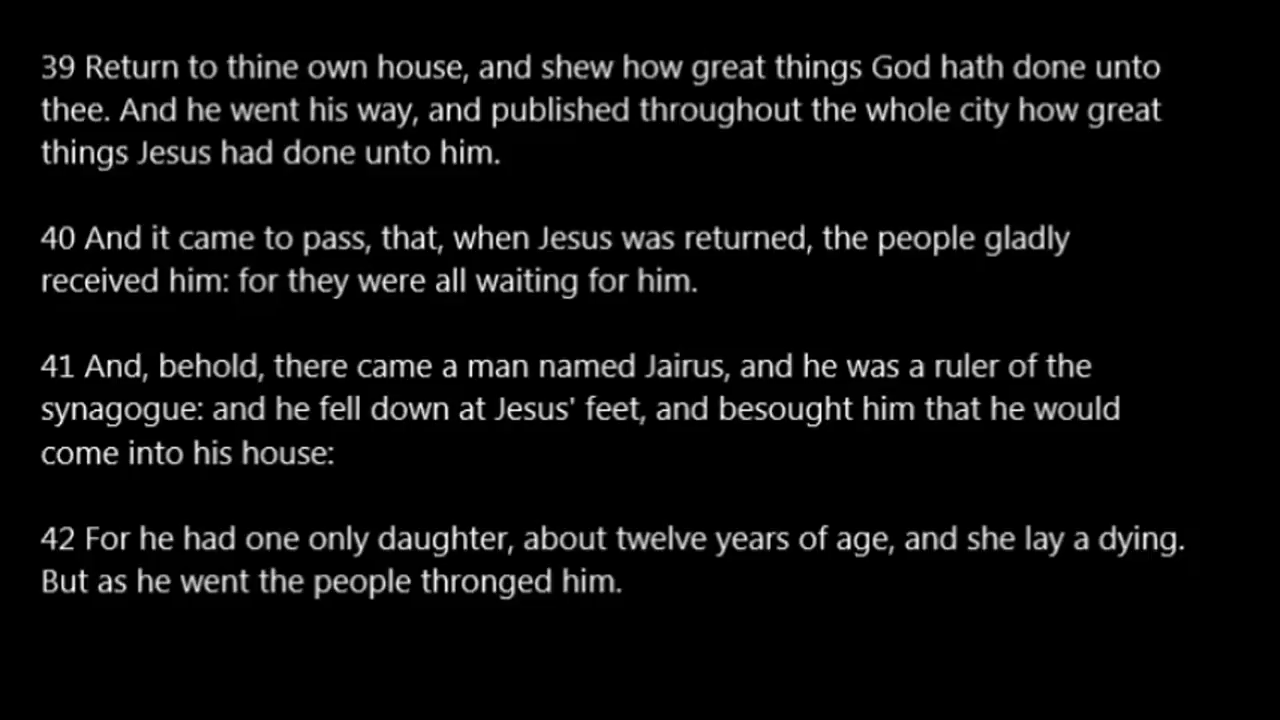 39 Return to thine own house, and shew how great things God hath done unto
thee. And he went his way, and published throughout the whole city how great
things Jesus had done unto him.
40 And it came to pass, that, when Jesus was returned, the people gladly
received him: for they were all waiting for him.
41 And, behold, there came a man named Jairus, and he was a ruler of the
synagogue: and he fell down at Jesus' feet, and besought him that he would
come into his house:
42 For he had one only daughter, about twelve years of age, and she lay a dying.
But as he went the people thronged him.